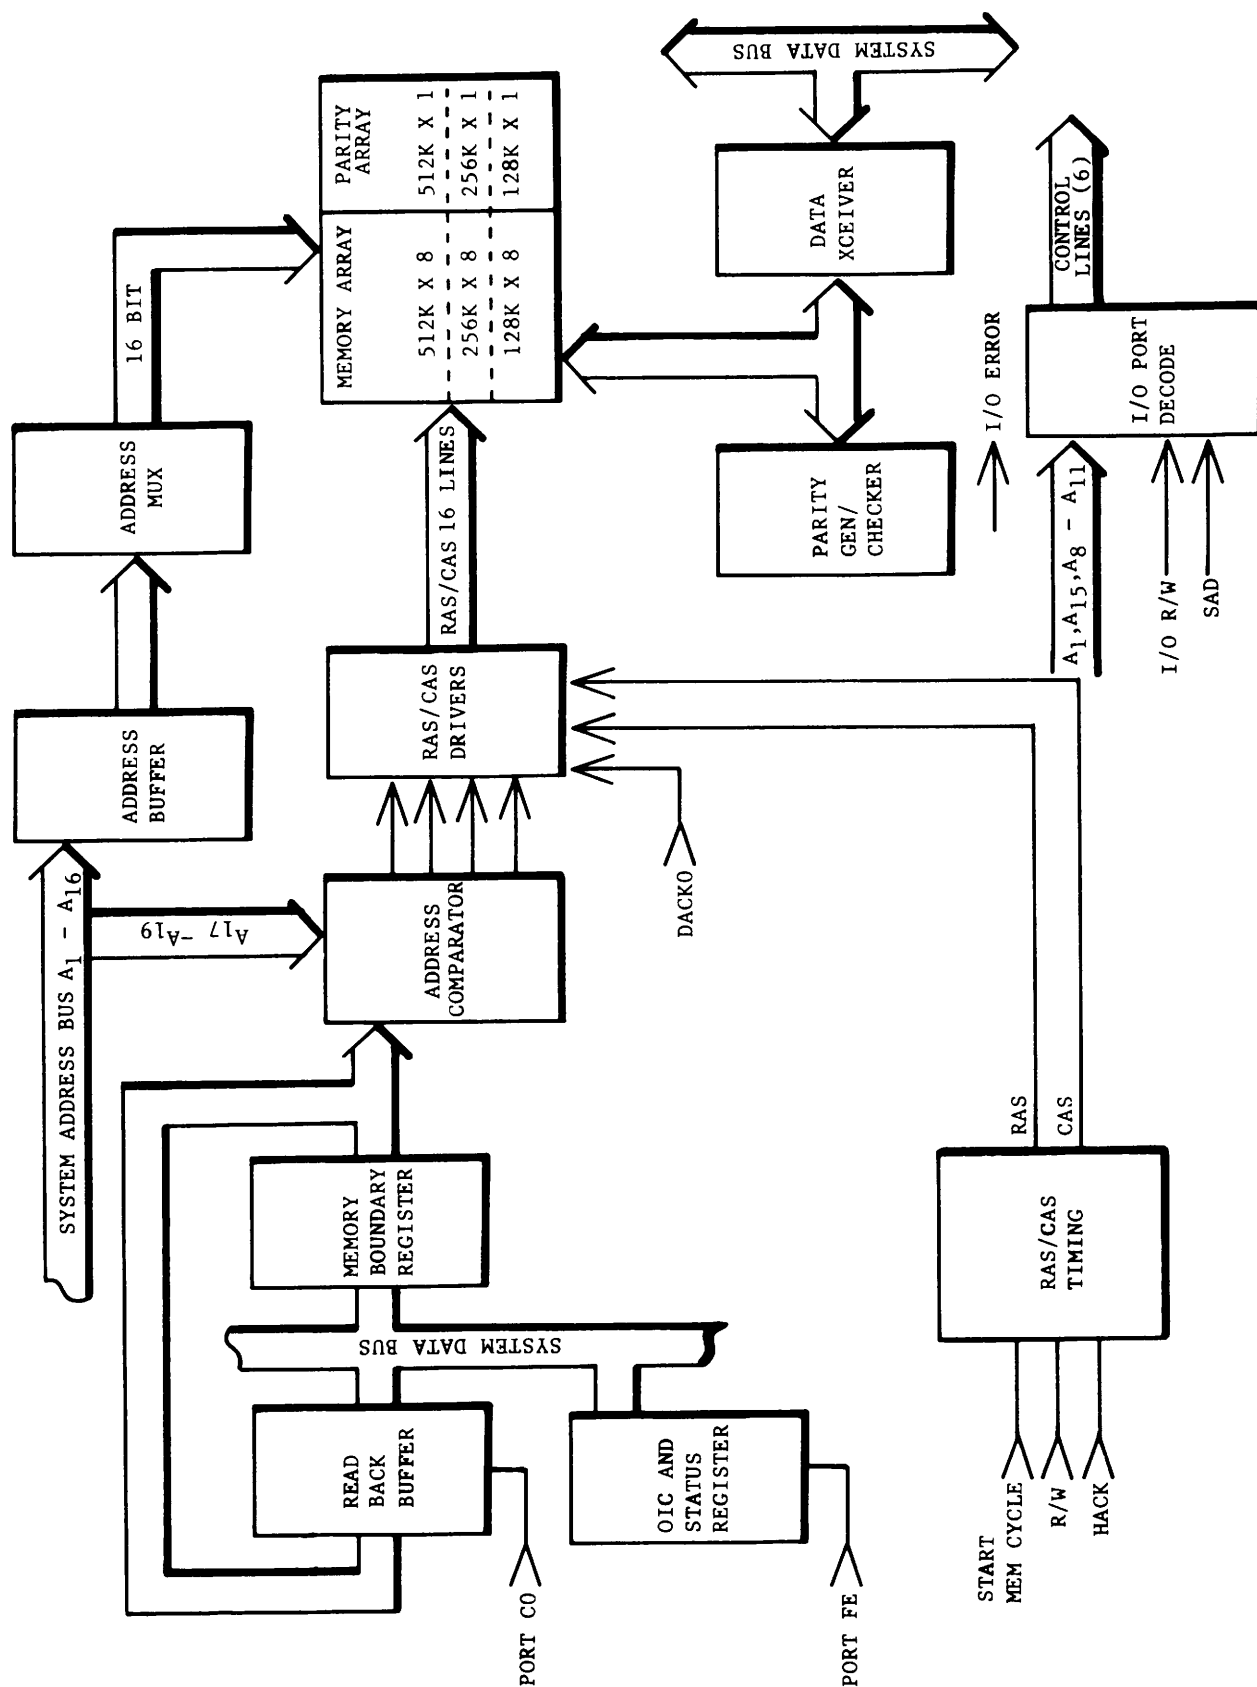 SYSTEM ADDRESS BUS A1 - A16
ADDRESS
BUFFER
ADDRESS
MUX
16 BIT
A17 -A19
MEMORY ARRAY
PARITY
ARRAY
512K X 8
512K X 1
256K X 8
256K X 1
128K X 8
128K X 1
READ
BACK
BUFFER
MEMORY
BOUNDARY
REGISTER
ADDRESS
COMPARATOR
RAS/CAS
DRIVERS
RAS/CAS 16 LINES
SYSTEM DATA BUS
PORT CO
OIC AND
STATUS
REGISTER
PORT FE
DACKO
PARITY
GEN/
CHECKER
DATA
XCEIVER
SYSTEM DATA
BUS
START
MEM CYCLE
R/W
HACK
RAS/CAS
TIMING
RAS
CAS
I/O ERROR
A1,A15,A8 - A11
I/O R/W
SAD
I/O PORT
DECODE
CONTROL
LINES (6)